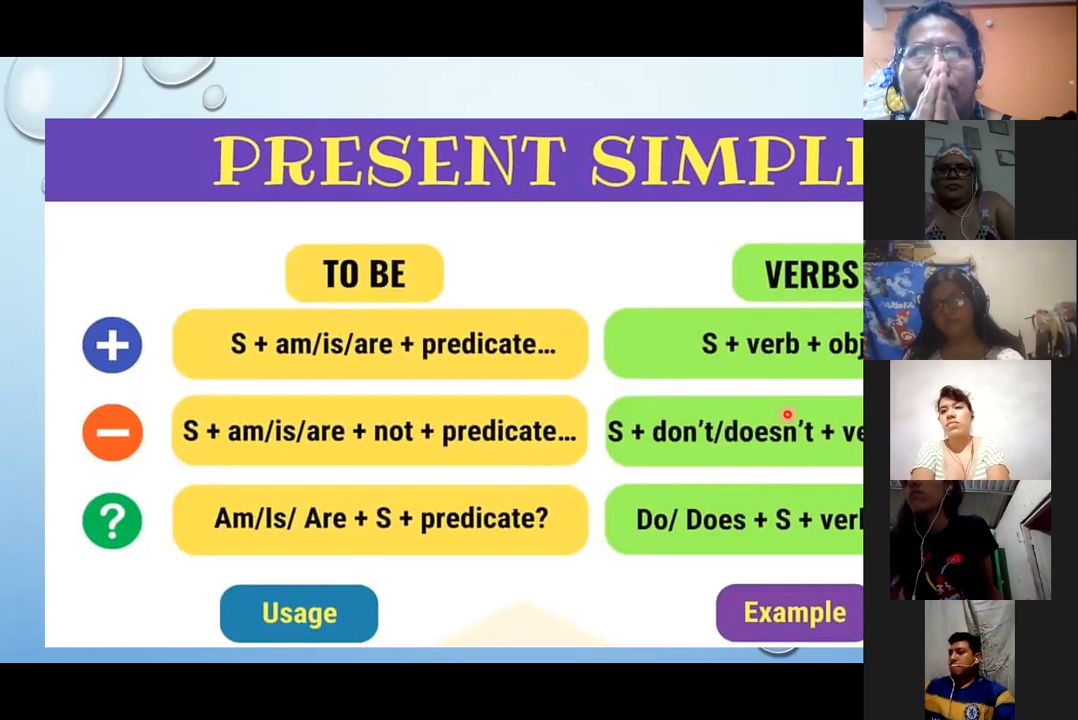 PRESENT SIMPL
TO BE
VERBS
+
S + am/is/are + predicate...
S + verb + obj
−
S + am/is/are + not + predicate...
S + don't/doesn't + ve
?
Am/Is/ Are + S + predicate?
Do/ Does + S + ver
Usage
Example